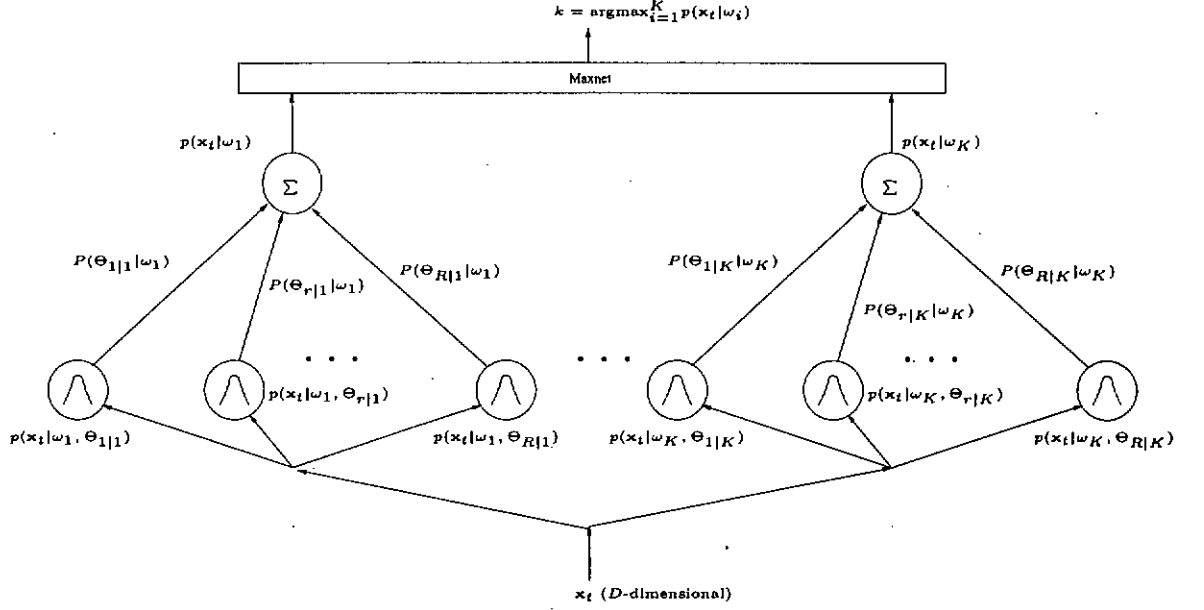 k = argmax_{i=1}^{K} p(x_t|ω_i)
Maxnet
p(x_t|ω_1)
p(x_t|ω_K)
Σ
Σ
P(Θ_{1|1}|ω_1)
P(Θ_{r|1}|ω_1)
P(Θ_{R|1}|ω_1)
P(Θ_{1|K}|ω_K)
P(Θ_{r|K}|ω_K)
P(Θ_{R|K}|ω_K)
. . .
. . .
. . .
p(x_t|ω_1, Θ_{1|1})
p(x_t|ω_1, Θ_{r|1})
p(x_t|ω_1, Θ_{R|1})
p(x_t|ω_K, Θ_{1|K})
p(x_t|ω_K, Θ_{r|K})
p(x_t|ω_K, Θ_{R|K})
x_t (D-dimensional)